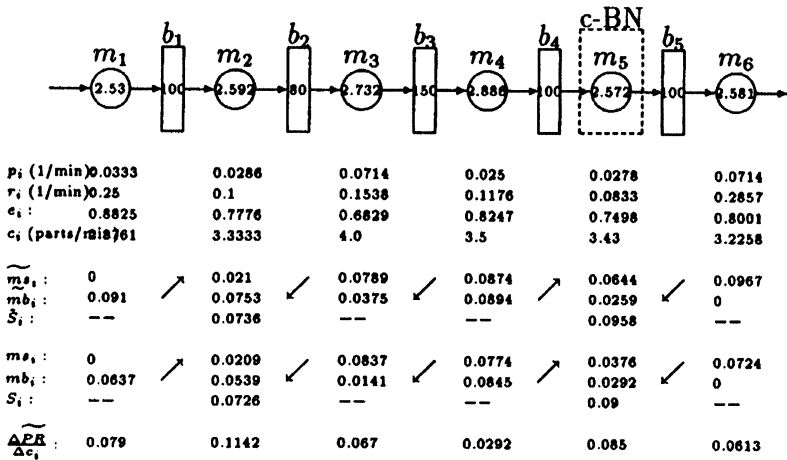 c-BN
b₁ b₂ b₃ b₄ b₅
m₁ m₂ m₃ m₄ m₅ m₆
2.53 100 2.592 80 2.732 150 2.886 100 2.572 100 2.581
pᵢ (1/min) 0.0333 0.0286 0.0714 0.025 0.0278 0.0714
rᵢ (1/min) 0.25 0.1 0.1538 0.1176 0.0833 0.2857
eᵢ : 0.8825 0.7776 0.6829 0.8247 0.7498 0.8001
cᵢ (parts/min) 3.3333 4.0 3.5 3.43 3.2258
m̃sᵢ : 0 0.021 0.0789 0.0874 0.0644 0.0967
m̃bᵢ : 0.091 0.0753 0.0375 0.0894 0.0259 0
S̃ᵢ : -- 0.0736 -- -- 0.0958 --
msᵢ : 0 0.0209 0.0837 0.0774 0.0376 0.0724
mbᵢ : 0.0637 0.0539 0.0141 0.0845 0.0292 0
Sᵢ : -- 0.0726 -- -- 0.09 --
ΔP̃R/Δcᵢ : 0.079 0.1142 0.067 0.0292 0.085 0.0613